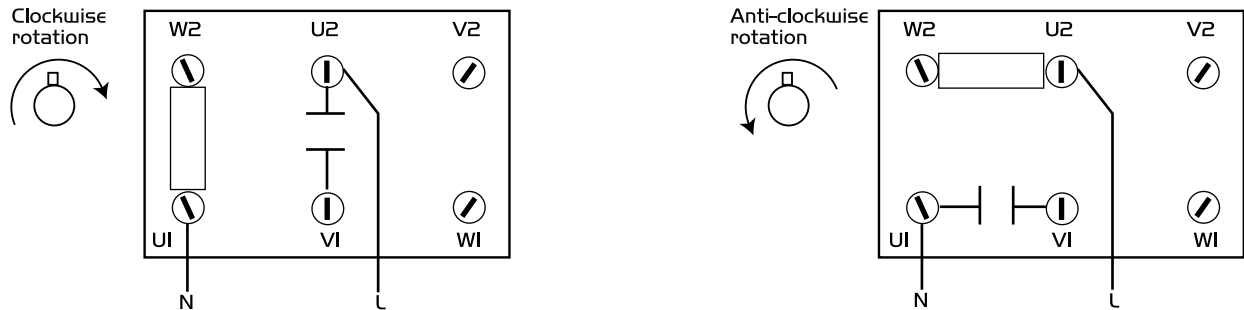 Clockwise
rotation
W2 U2 V2
U1 V1 W1
N L
Anti-clockwise
rotation
W2 U2 V2
U1 V1 W1
N L